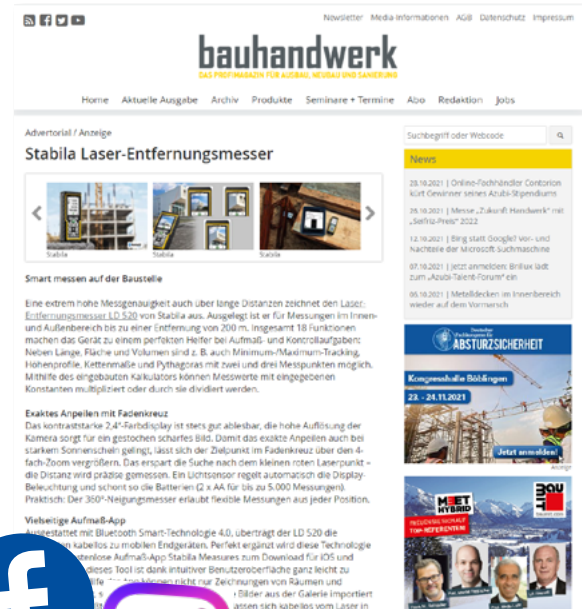 Newsletter Media Informationen AGB Datenschutz Impressum
bauhandwerk
DAS PROFIMAGAZIN FÜR AUSBAU, NEUBAU UND SANIERUNG
Home Aktuelle Ausgabe Archiv Produkte Seminare + Termine Abo Redaktion Jobs
Advertorial / Anzeige
Stabila Laser-Entfernungsmesser
Stabila Stabila Stabila
Smart messen auf der Baustelle
Eine extrem hohe Messgenauigkeit auch über lange Distanzen zeichnet den Laser-
Entfernungsmesser LD 520 von Stabila aus. Ausgelegt ist er für Messungen im Innen-
und Außenbereich bis zu einer Entfernung von 200 m. Insgesamt 18 Funktionen
machen das Gerät zu einem perfekten Helfer bei Aufmaß- und Kontrollaufgaben:
Neben Länge, Fläche und Volumen sind z. B. auch Minimum-/Maximum-Tracking,
Höhenprofile, Kettenmaße und Pythagoras mit zwei und drei Messpunkten möglich.
Mithilfe des eingebauten Kalkulators können Messwerte mit eingegebenen
Konstanten multipliziert oder durch sie dividiert werden.
Exaktes Anpeilen mit Fadenkreuz
Das kontraststarke 2,4"-Farbdisplay ist stets gut ablesbar, die hohe Auflösung der
Kamera sorgt für ein gestochen scharfes Bild. Damit das exakte Anpeilen auch bei
starkem Sonnenschein gelingt, lässt sich der Zielpunkt im Fadenkreuz über den 4-
fach-Zoom vergrößern. Das erspart die Suche nach dem kleinen roten Laserpunkt –
die Distanz wird präzise gemessen. Ein Lichtsensor regelt automatisch die Display-
Beleuchtung und schont so die Batterien (2 x AA für bis zu 5.000 Messungen).
Praktisch: Der 360°-Neigungsmesser erlaubt flexible Messungen aus jeder Position.
Vielseitige Aufmaß-App
Ausgestattet mit Bluetooth Smart-Technologie 4.0, überträgt der LD 520 die
kabellos zu mobilen Endgeräten. Perfekt ergänzt wird diese Technologie
Aufmaß-App Stabila Measures zum Download für iOS und
dieses Tool ist dank intuitiver Benutzeroberfläche ganz leicht zu
können nicht nur Zeichnungen von Räumen und
Bilder aus der Galerie importiert
lassen sich kabellos vom Laser in
Suchbegriff oder Webcode
News
28.10.2021 | Online-Fachhändler Contorion
kürt Gewinner seines Azubi-Stipendiums
26.10.2021 | Messe „Zukunft Handwerk" mit
„Seifriz-Preis" 2022
12.10.2021 | Bing statt Google? Vor- und
Nachteile der Microsoft-Suchmaschine
07.10.2021 | Jetzt anmelden: Brillux lädt
zum „Azubi-Talent-Forum" ein
05.10.2021 | Metalldecken im Innenbereich
wieder auf dem Vormarsch
ABSTURZSICHERHEIT
Kongresshalle Böblingen
23. - 24.11.2021
Jetzt anmelden!
Anzeige
MEET
HYBRID
BAU
TOP-REFERENTEN!